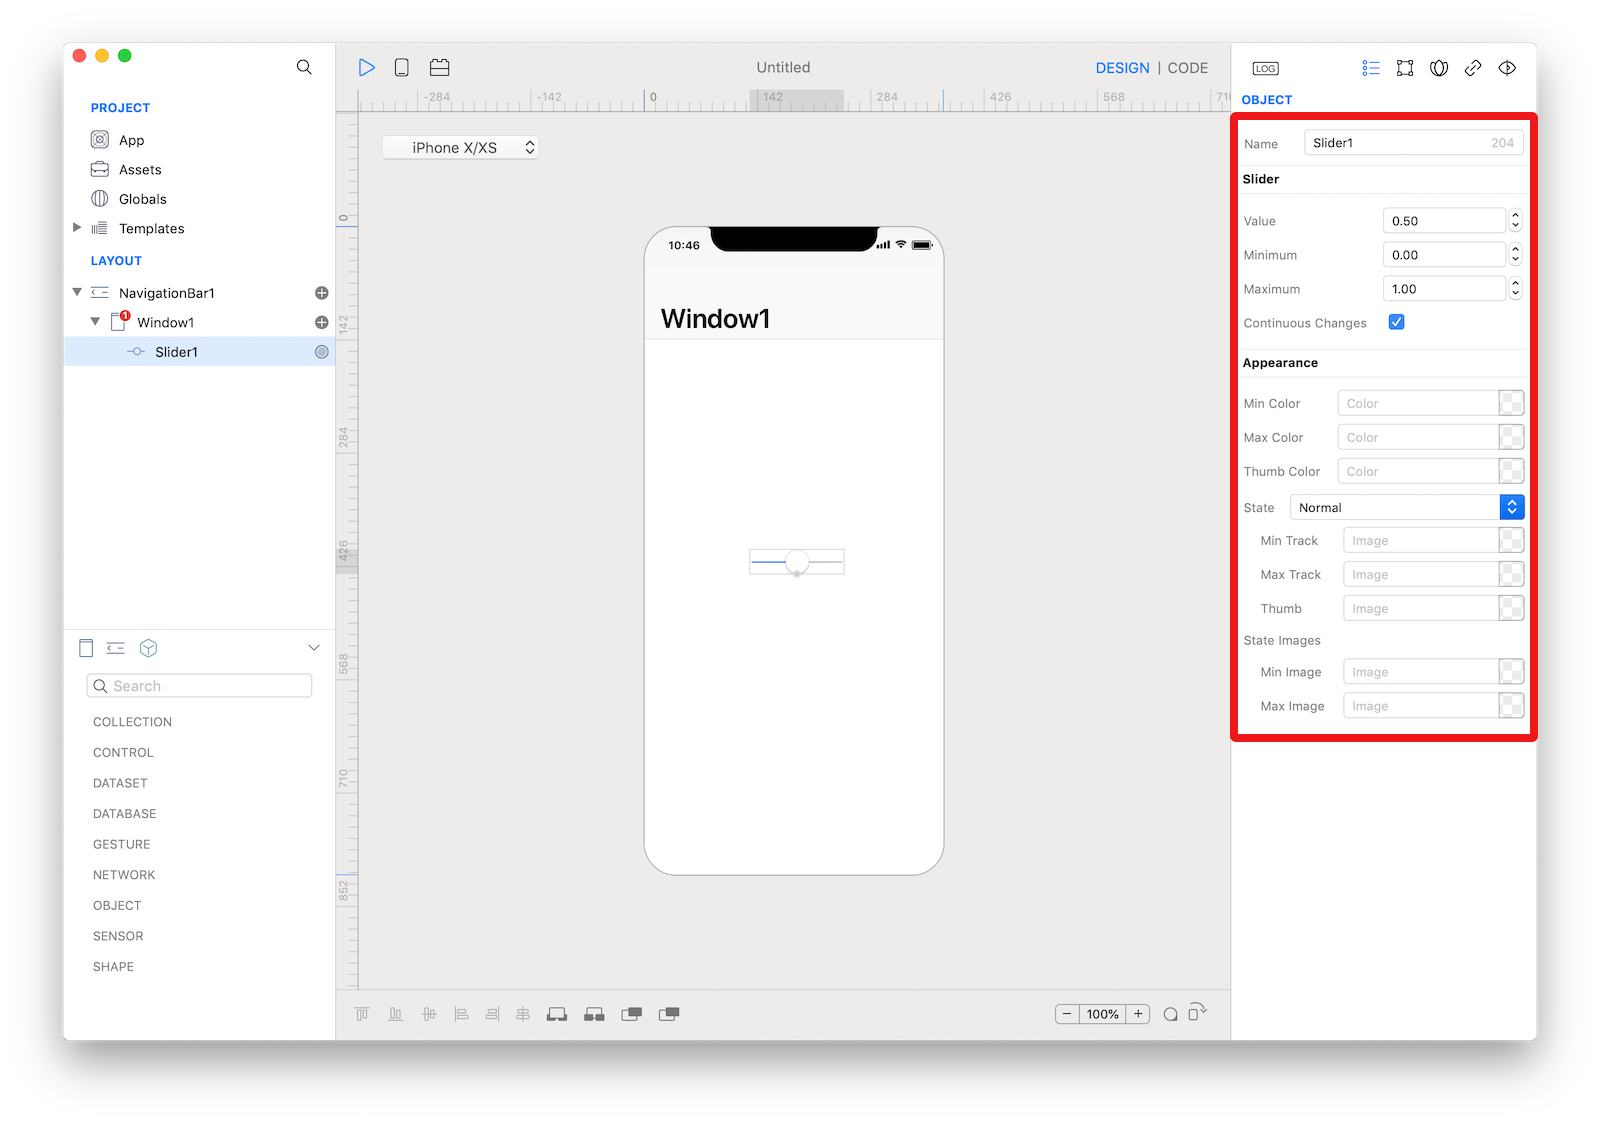 Untitled
DESIGN | CODE
LOG
PROJECT
App
Assets
Globals
Templates
LAYOUT
NavigationBar1
1
Window1
Slider1
Search
COLLECTION
CONTROL
DATASET
DATABASE
GESTURE
NETWORK
OBJECT
SENSOR
SHAPE
-284 -142 0 142 284 426 568 710
0
142
284
426
568
710
852
iPhone X/XS
10:46
Window1
100%
OBJECT
Name Slider1 204
Slider
Value 0.50
Minimum 0.00
Maximum 1.00
Continuous Changes
Appearance
Min Color Color
Max Color Color
Thumb Color Color
State Normal
Min Track Image
Max Track Image
Thumb Image
State Images
Min Image Image
Max Image Image